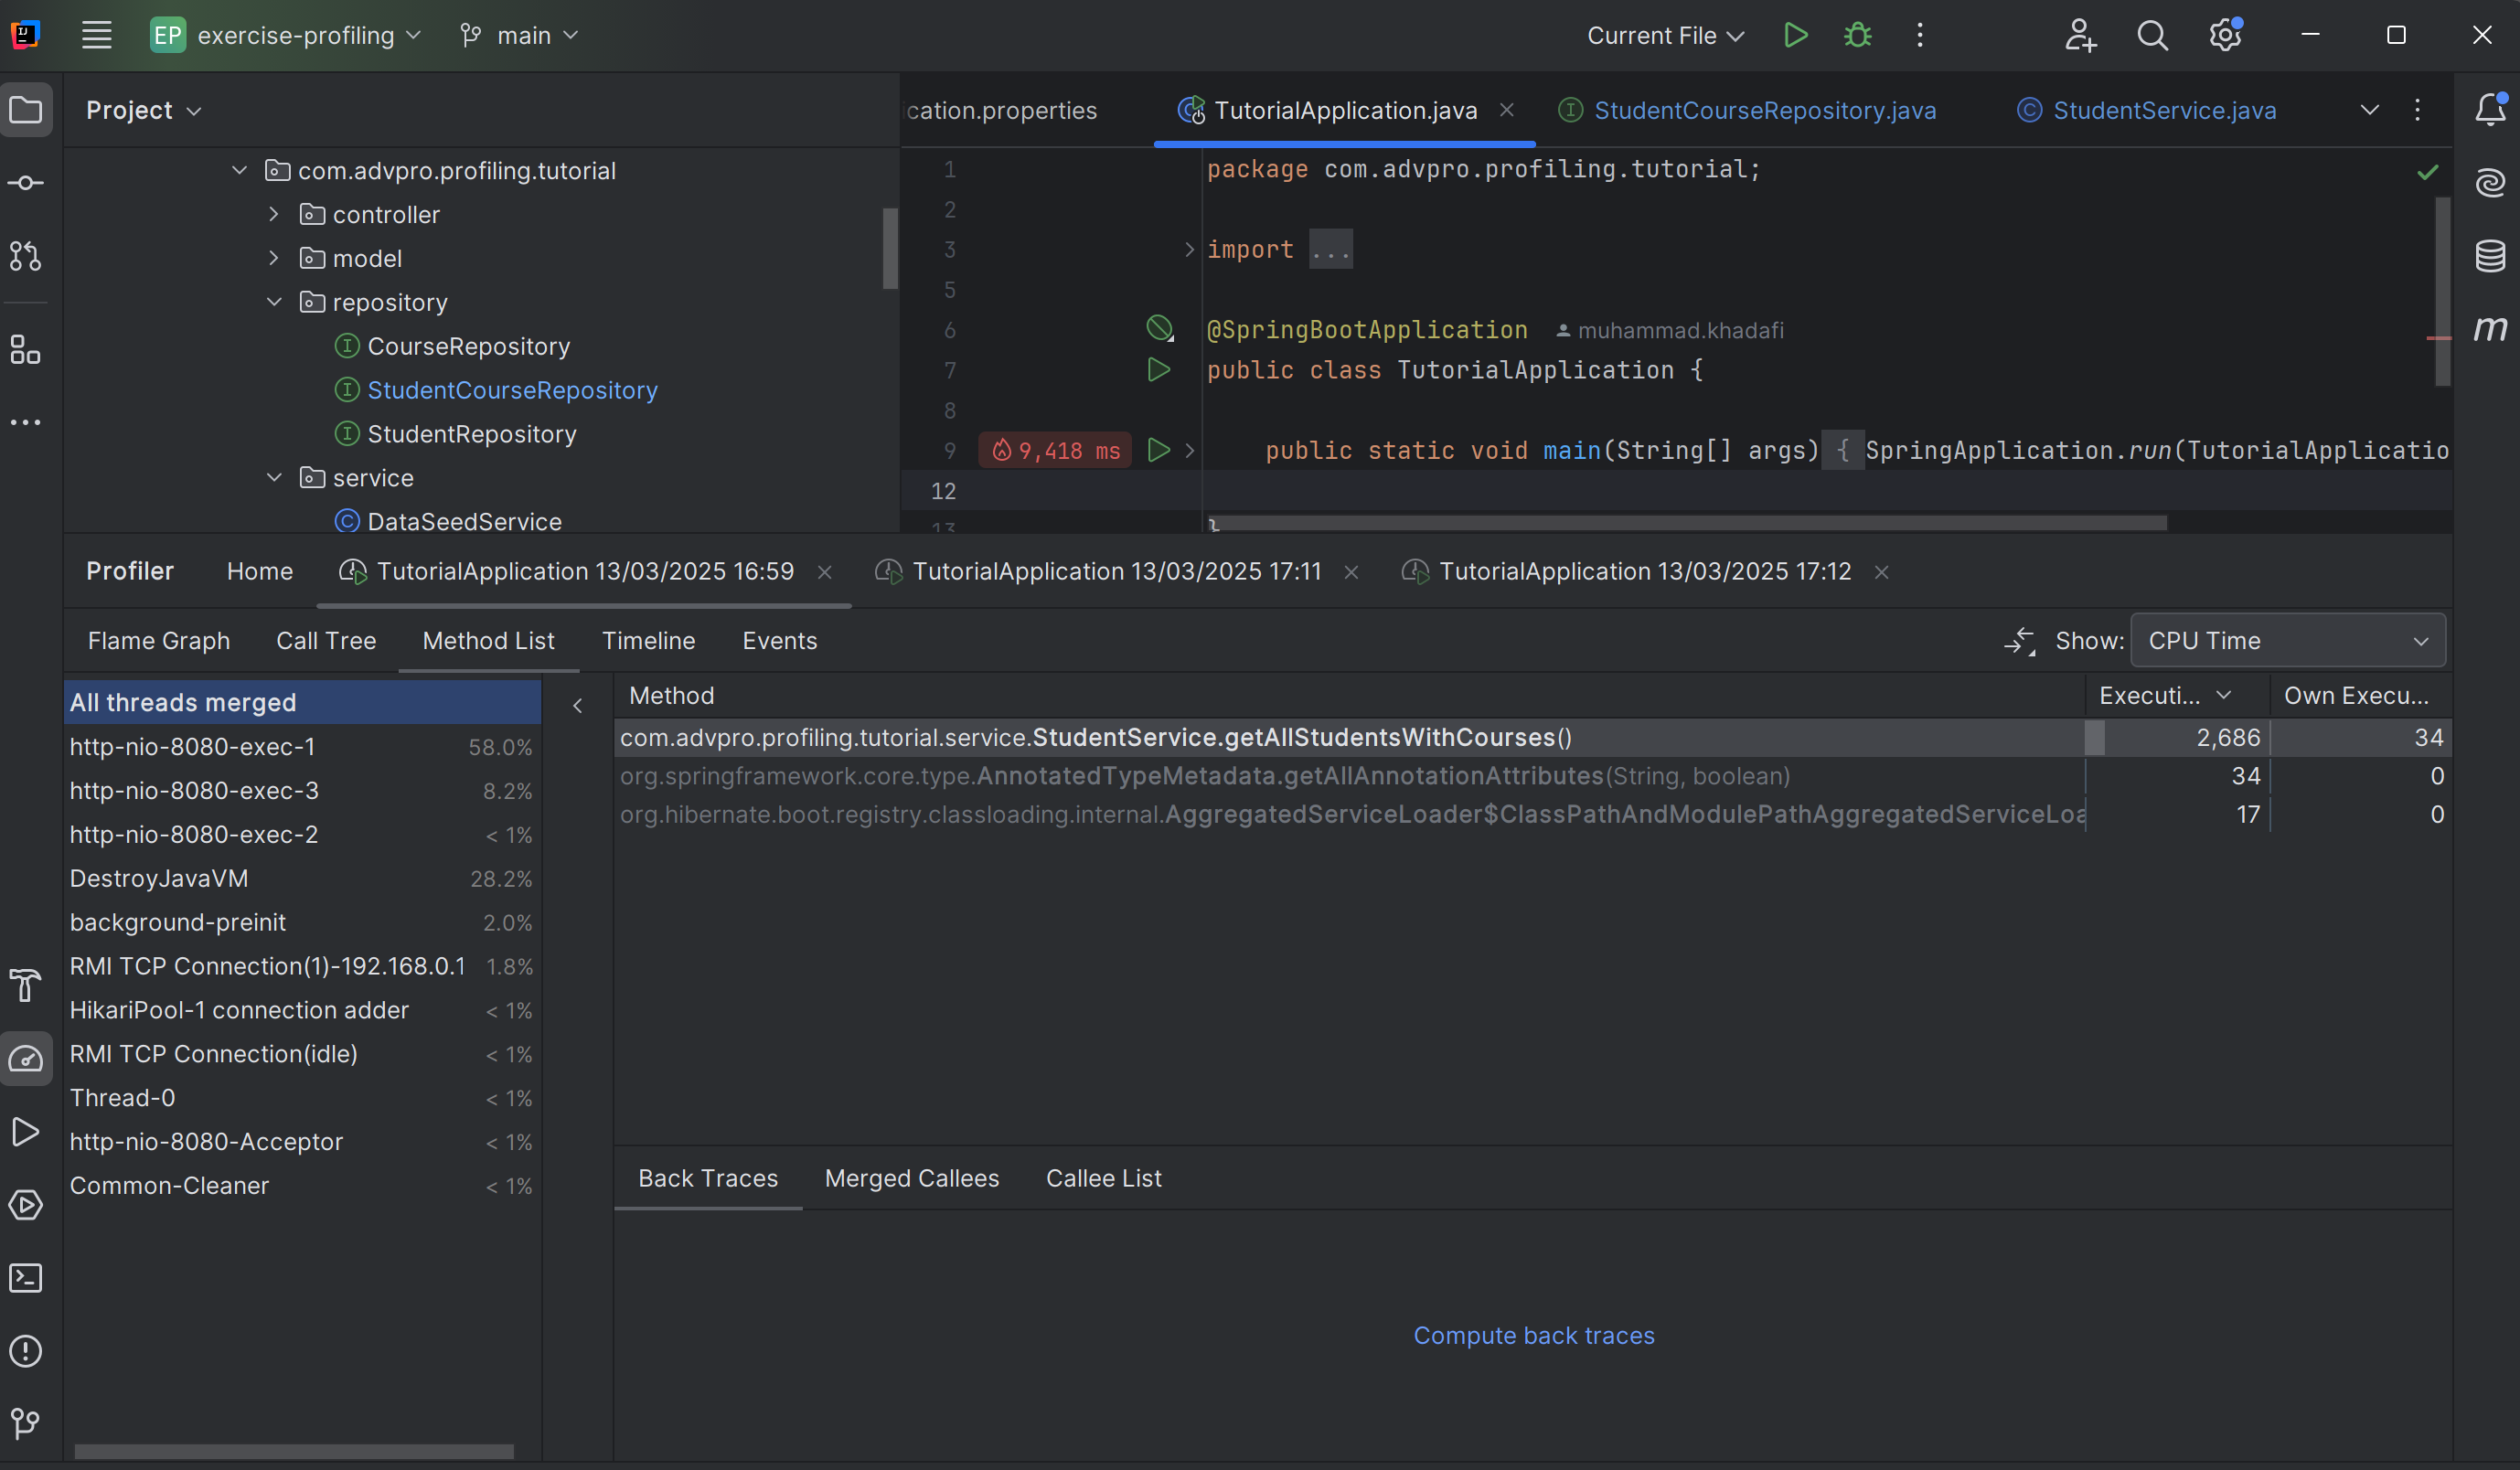 EP exercise-profiling main Current File
Project
com.advpro.profiling.tutorial
controller
model
repository
CourseRepository
StudentCourseRepository
StudentRepository
service
DataSeedService
ication.properties TutorialApplication.java StudentCourseRepository.java StudentService.java
1 package com.advpro.profiling.tutorial;
2
3 import ...
5
6 @SpringBootApplication muhammad.khadafi
7 public class TutorialApplication {
8
9 9,418 ms public static void main(String[] args) { SpringApplication.run(TutorialApplicatio
12
13 }
Profiler Home TutorialApplication 13/03/2025 16:59 TutorialApplication 13/03/2025 17:11 TutorialApplication 13/03/2025 17:12
Flame Graph Call Tree Method List Timeline Events Show: CPU Time
All threads merged
http-nio-8080-exec-1 58.0%
http-nio-8080-exec-3 8.2%
http-nio-8080-exec-2 < 1%
DestroyJavaVM 28.2%
background-preinit 2.0%
RMI TCP Connection(1)-192.168.0.1 1.8%
HikariPool-1 connection adder < 1%
RMI TCP Connection(idle) < 1%
Thread-0 < 1%
http-nio-8080-Acceptor < 1%
Common-Cleaner < 1%
Method Executi... Own Execu...
com.advpro.profiling.tutorial.service.StudentService.getAllStudentsWithCourses() 2,686 34
org.springframework.core.type.AnnotatedTypeMetadata.getAllAnnotationAttributes(String, boolean) 34 0
org.hibernate.boot.registry.classloading.internal.AggregatedServiceLoader$ClassPathAndModulePathAggregatedServiceLoa 17 0
Back Traces Merged Callees Callee List
Compute back traces